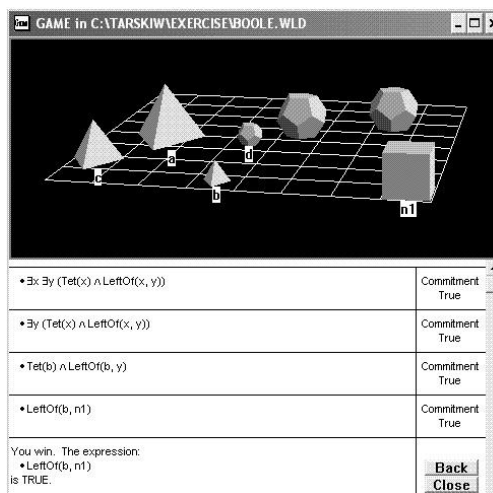 GAME in C:\TARSKIW\EXERCISE\BOOLE.WLD
a
d
c
b
n1
∃x ∃y (Tet(x) ∧ LeftOf(x, y))
Commitment
True
∃y (Tet(x) ∧ LeftOf(x, y))
Commitment
True
Tet(b) ∧ LeftOf(b, y)
Commitment
True
LeftOf(b, n1)
Commitment
True
You win. The expression:
LeftOf(b, n1)
is TRUE.
Back
Close